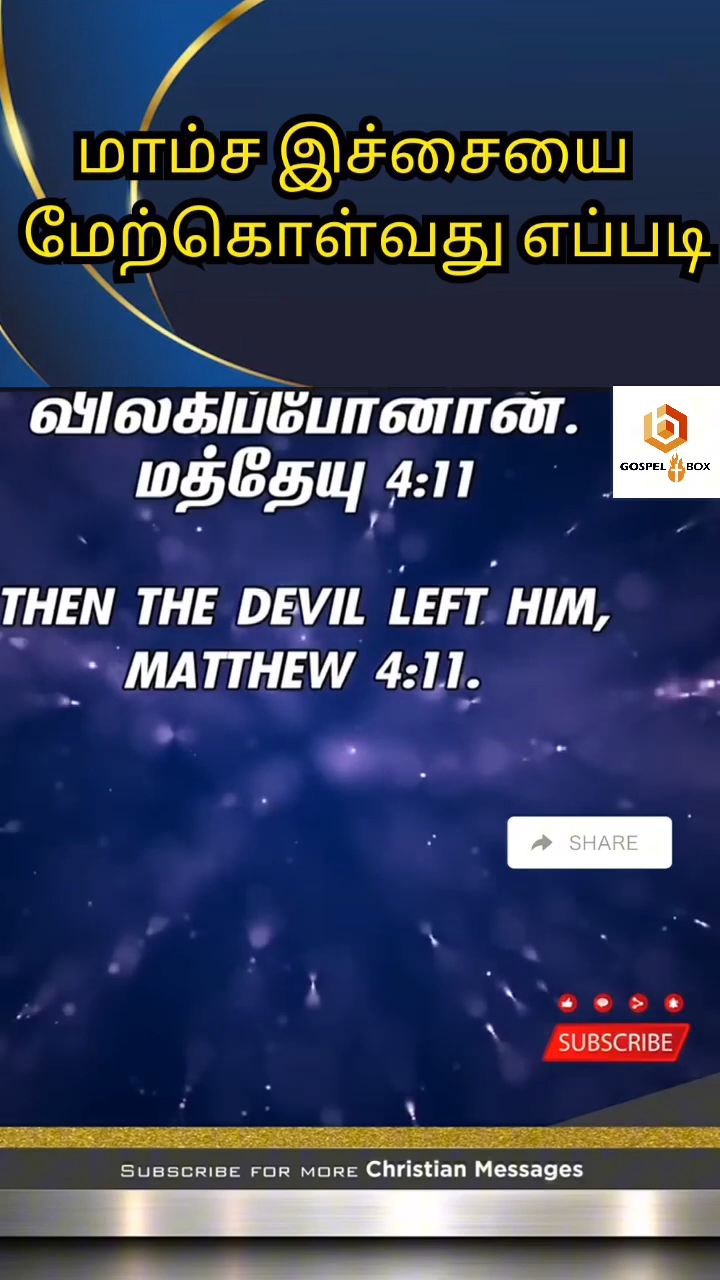 மாம்ச இச்சையை
மேற்கொள்வது எப்படி
விலகிப்போனான்.
மத்தேயு 4:11
GOSPEL BOX
THEN THE DEVIL LEFT HIM,
MATTHEW 4:11.
SHARE
SUBSCRIBE
SUBSCRIBE FOR MORE Christian Messages